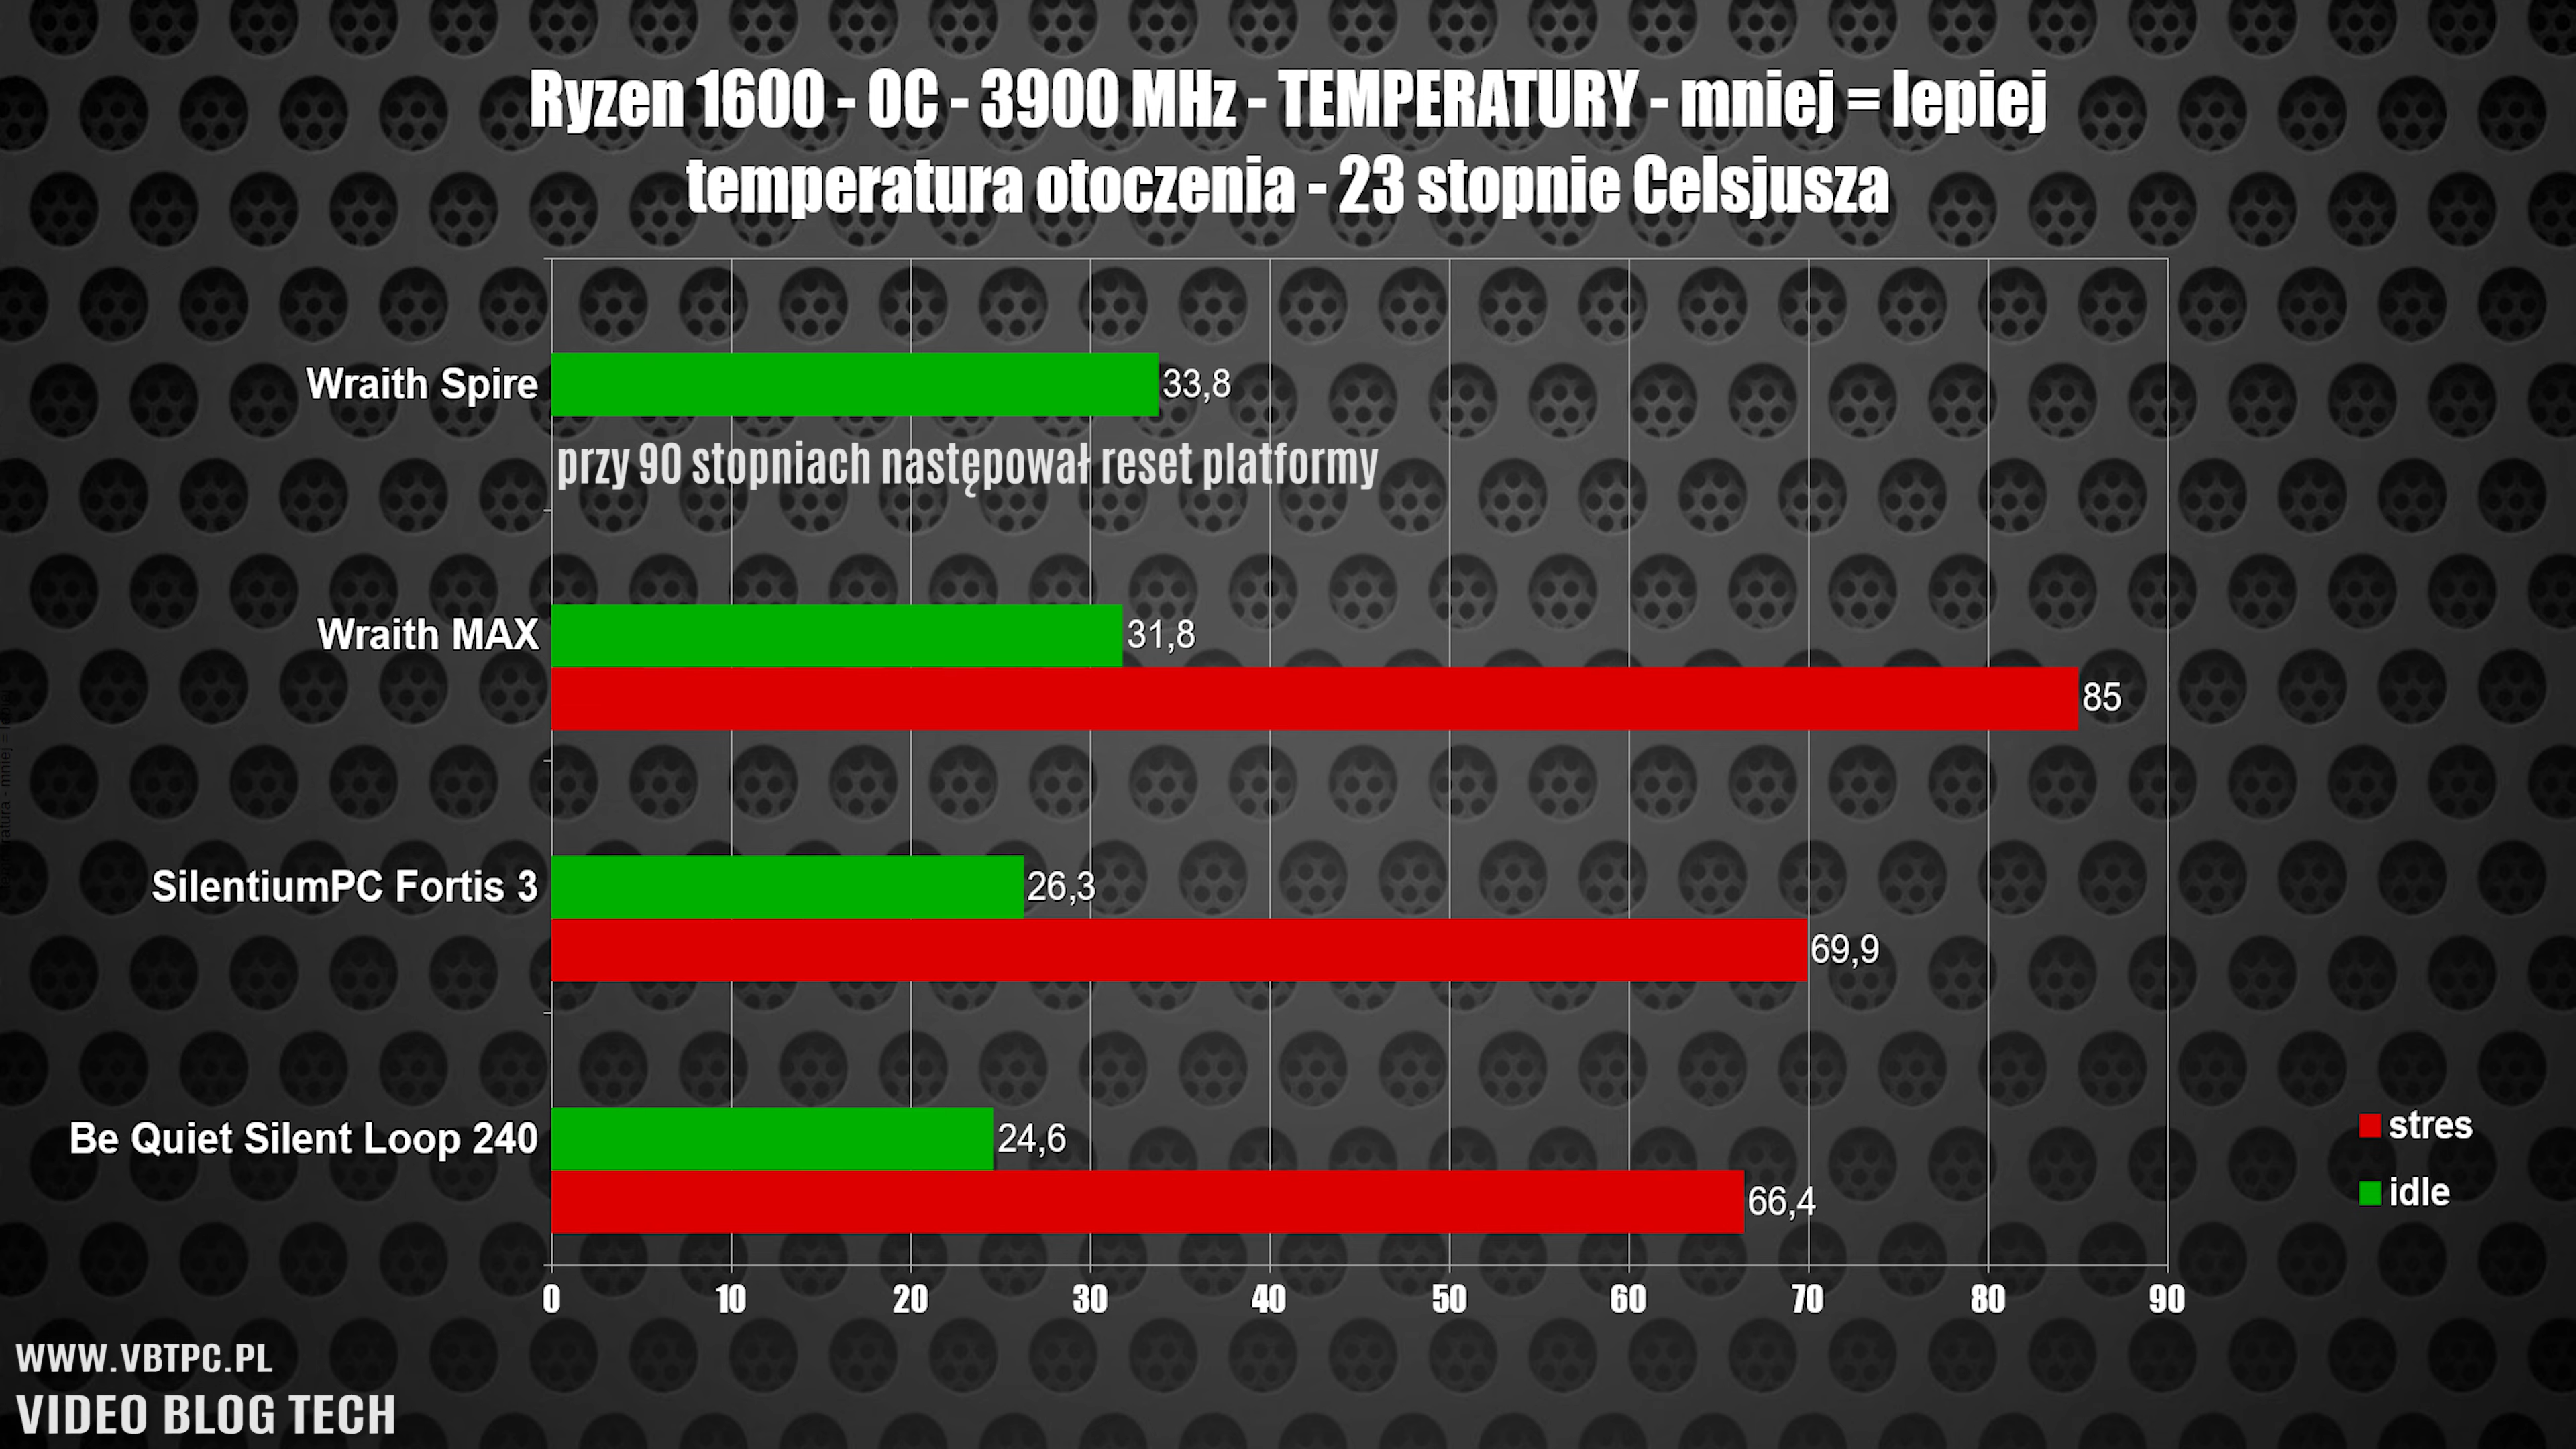 Ryzen 1600 - OC - 3900 MHz - TEMPERATURY - mniej = lepiej
temperatura otoczenia - 23 stopnie Celsjusza
Wraith Spire
33,8
przy 90 stopniach następował reset platformy
Wraith MAX
31,8
85
SilentiumPC Fortis 3
26,3
69,9
Be Quiet Silent Loop 240
24,6
66,4
stres
idle
0 10 20 30 40 50 60 70 80 90
WWW.VBTPC.PL
VIDEO BLOG TECH